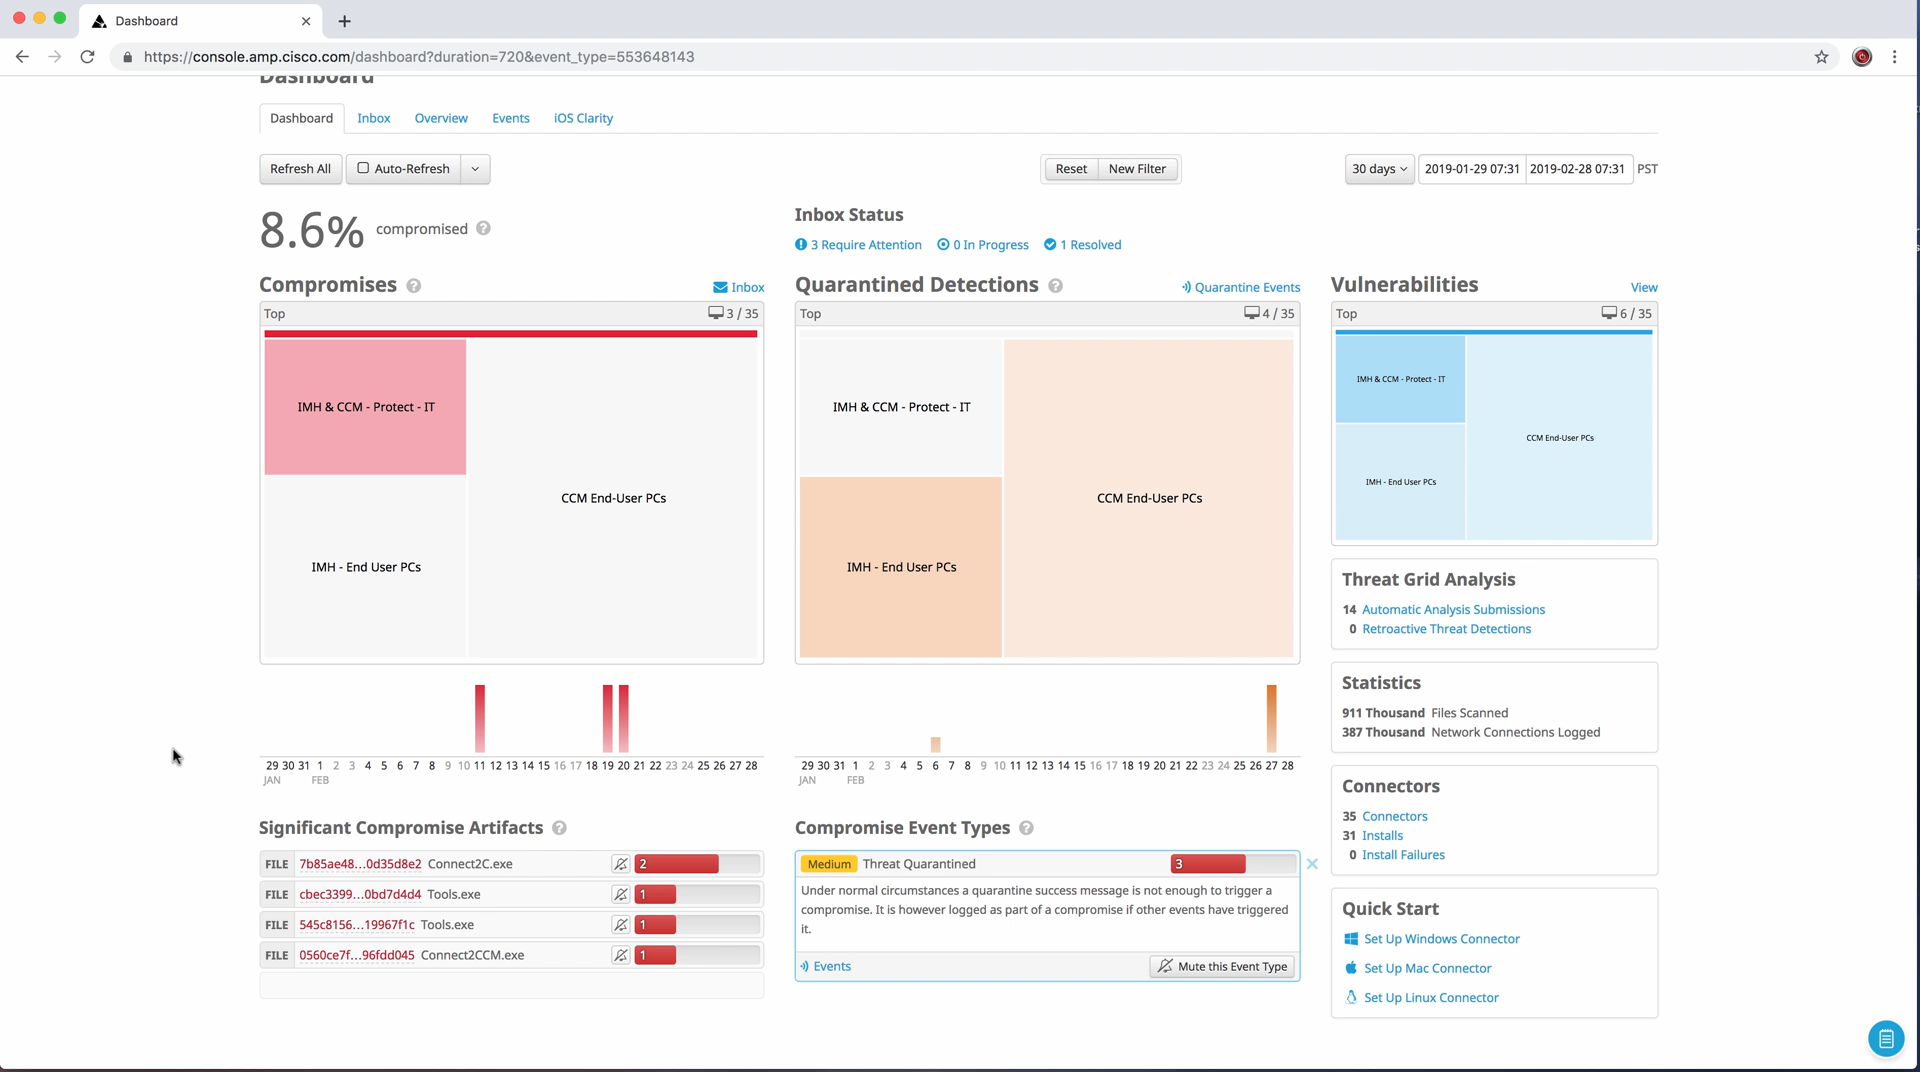 Dashboard
https://console.amp.cisco.com/dashboard?duration=720&event_type=553648143
Dashboard
Dashboard Inbox Overview Events iOS Clarity
Refresh All Auto-Refresh Reset New Filter 30 days 2019-01-29 07:31 2019-02-28 07:31 PST
8.6% compromised ?
Inbox Status
3 Require Attention 0 In Progress 1 Resolved
Compromises ? Inbox
Top 3 / 35
IMH & CCM - Protect - IT
CCM End-User PCs
IMH - End User PCs
29 30 31 1 2 3 4 5 6 7 8 9 10 11 12 13 14 15 16 17 18 19 20 21 22 23 24 25 26 27 28
JAN FEB
Quarantined Detections ? Quarantine Events
Top 4 / 35
IMH & CCM - Protect - IT
CCM End-User PCs
IMH - End User PCs
29 30 31 1 2 3 4 5 6 7 8 9 10 11 12 13 14 15 16 17 18 19 20 21 22 23 24 25 26 27 28
JAN FEB
Vulnerabilities View
Top 6 / 35
IMH & CCM - Protect - IT
CCM End-User PCs
IMH - End User PCs
Threat Grid Analysis
14 Automatic Analysis Submissions
0 Retroactive Threat Detections
Statistics
911 Thousand Files Scanned
387 Thousand Network Connections Logged
Connectors
35 Connectors
31 Installs
0 Install Failures
Quick Start
Set Up Windows Connector
Set Up Mac Connector
Set Up Linux Connector
Significant Compromise Artifacts ?
FILE 7b85ae48...0d35d8e2 Connect2C.exe 2
FILE cbec3399...0bd7d4d4 Tools.exe 1
FILE 545c8156...19967f1c Tools.exe 1
FILE 0560ce7f...96fdd045 Connect2CCM.exe 1
Compromise Event Types ?
Medium Threat Quarantined 3
Under normal circumstances a quarantine success message is not enough to trigger a
compromise. It is however logged as part of a compromise if other events have triggered
it.
Events Mute this Event Type